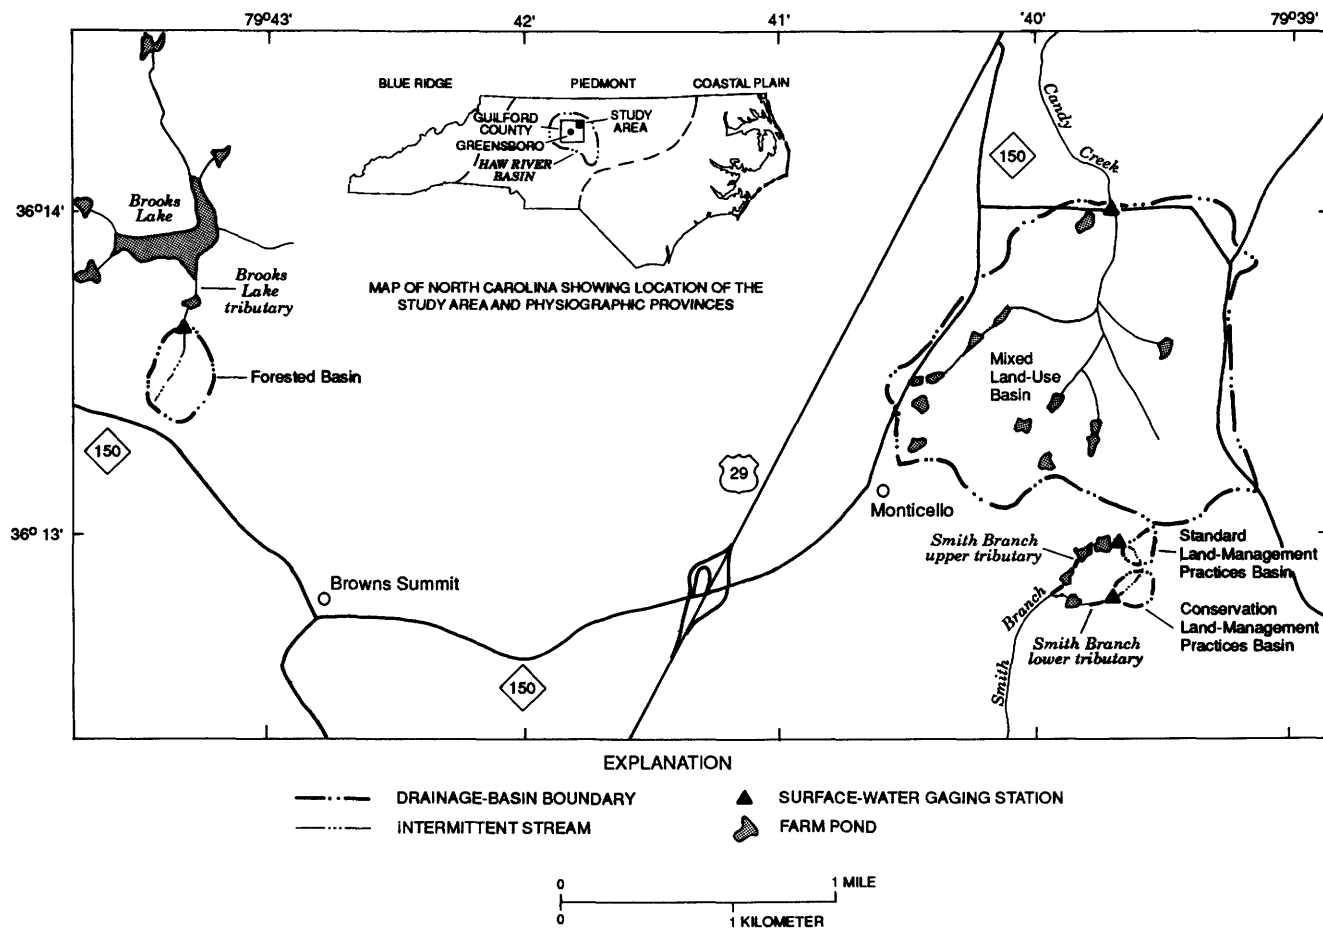 79°43'
42'
41'
'40'
79°39'
BLUE RIDGE
PIEDMONT
COASTAL PLAIN
GUILFORD
COUNTY
STUDY
AREA
GREENSBORO
HAW RIVER
BASIN
MAP OF NORTH CAROLINA SHOWING LOCATION OF THE
STUDY AREA AND PHYSIOGRAPHIC PROVINCES
Candy
Creek
150
36°14'
Brooks
Lake
Brooks
Lake
tributary
Forested Basin
Mixed
Land-Use
Basin
150
29
Monticello
36° 13'
Smith Branch
upper tributary
Standard
Land-Management
Practices Basin
Browns Summit
Branch
Conservation
Land-Management
Practices Basin
Smith Branch
lower tributary
Smith
150
EXPLANATION
DRAINAGE-BASIN BOUNDARY
SURFACE-WATER GAGING STATION
INTERMITTENT STREAM
FARM POND
0
1 MILE
0
1 KILOMETER